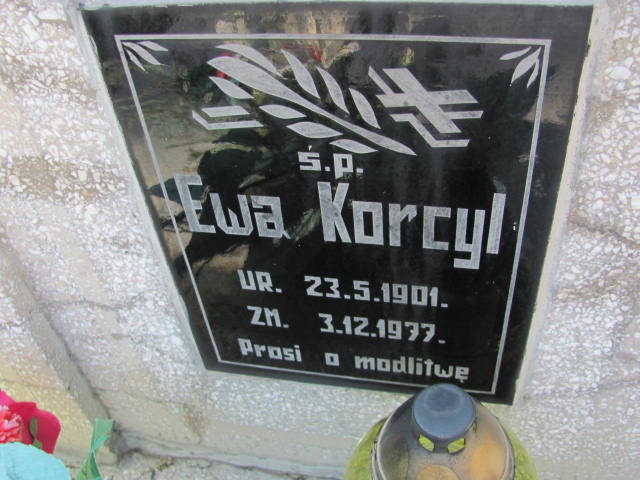 ś.p.
Ewa Korcyl
UR. 23.5.1901.
ZM. 3.12.1977.
Prosi o modlitwę